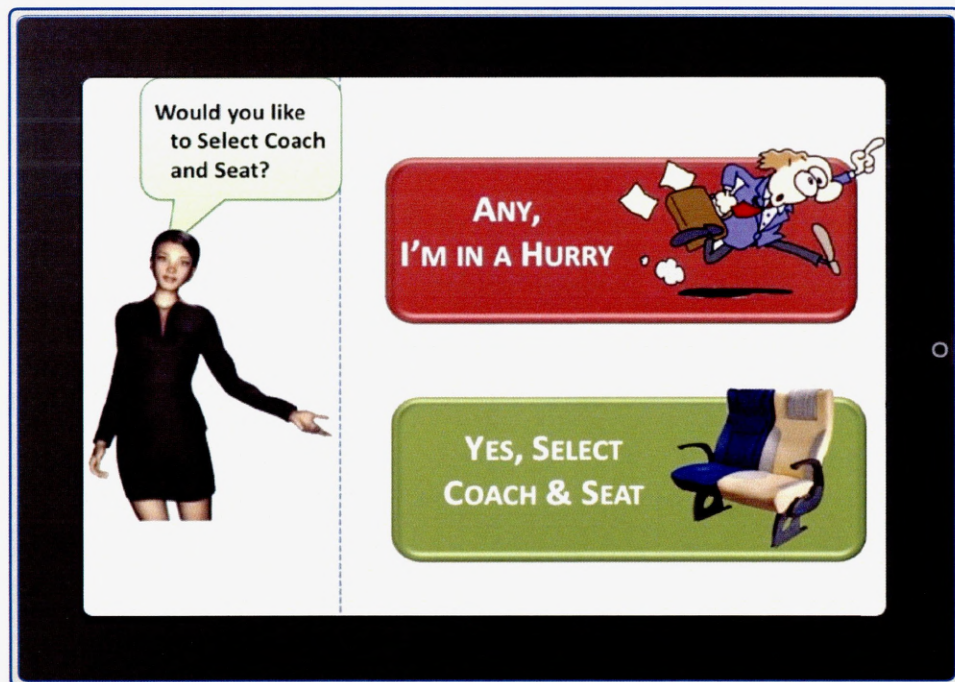 Would you like
to Select Coach
and Seat?
ANY,
I'M IN A HURRY
YES, SELECT
COACH & SEAT